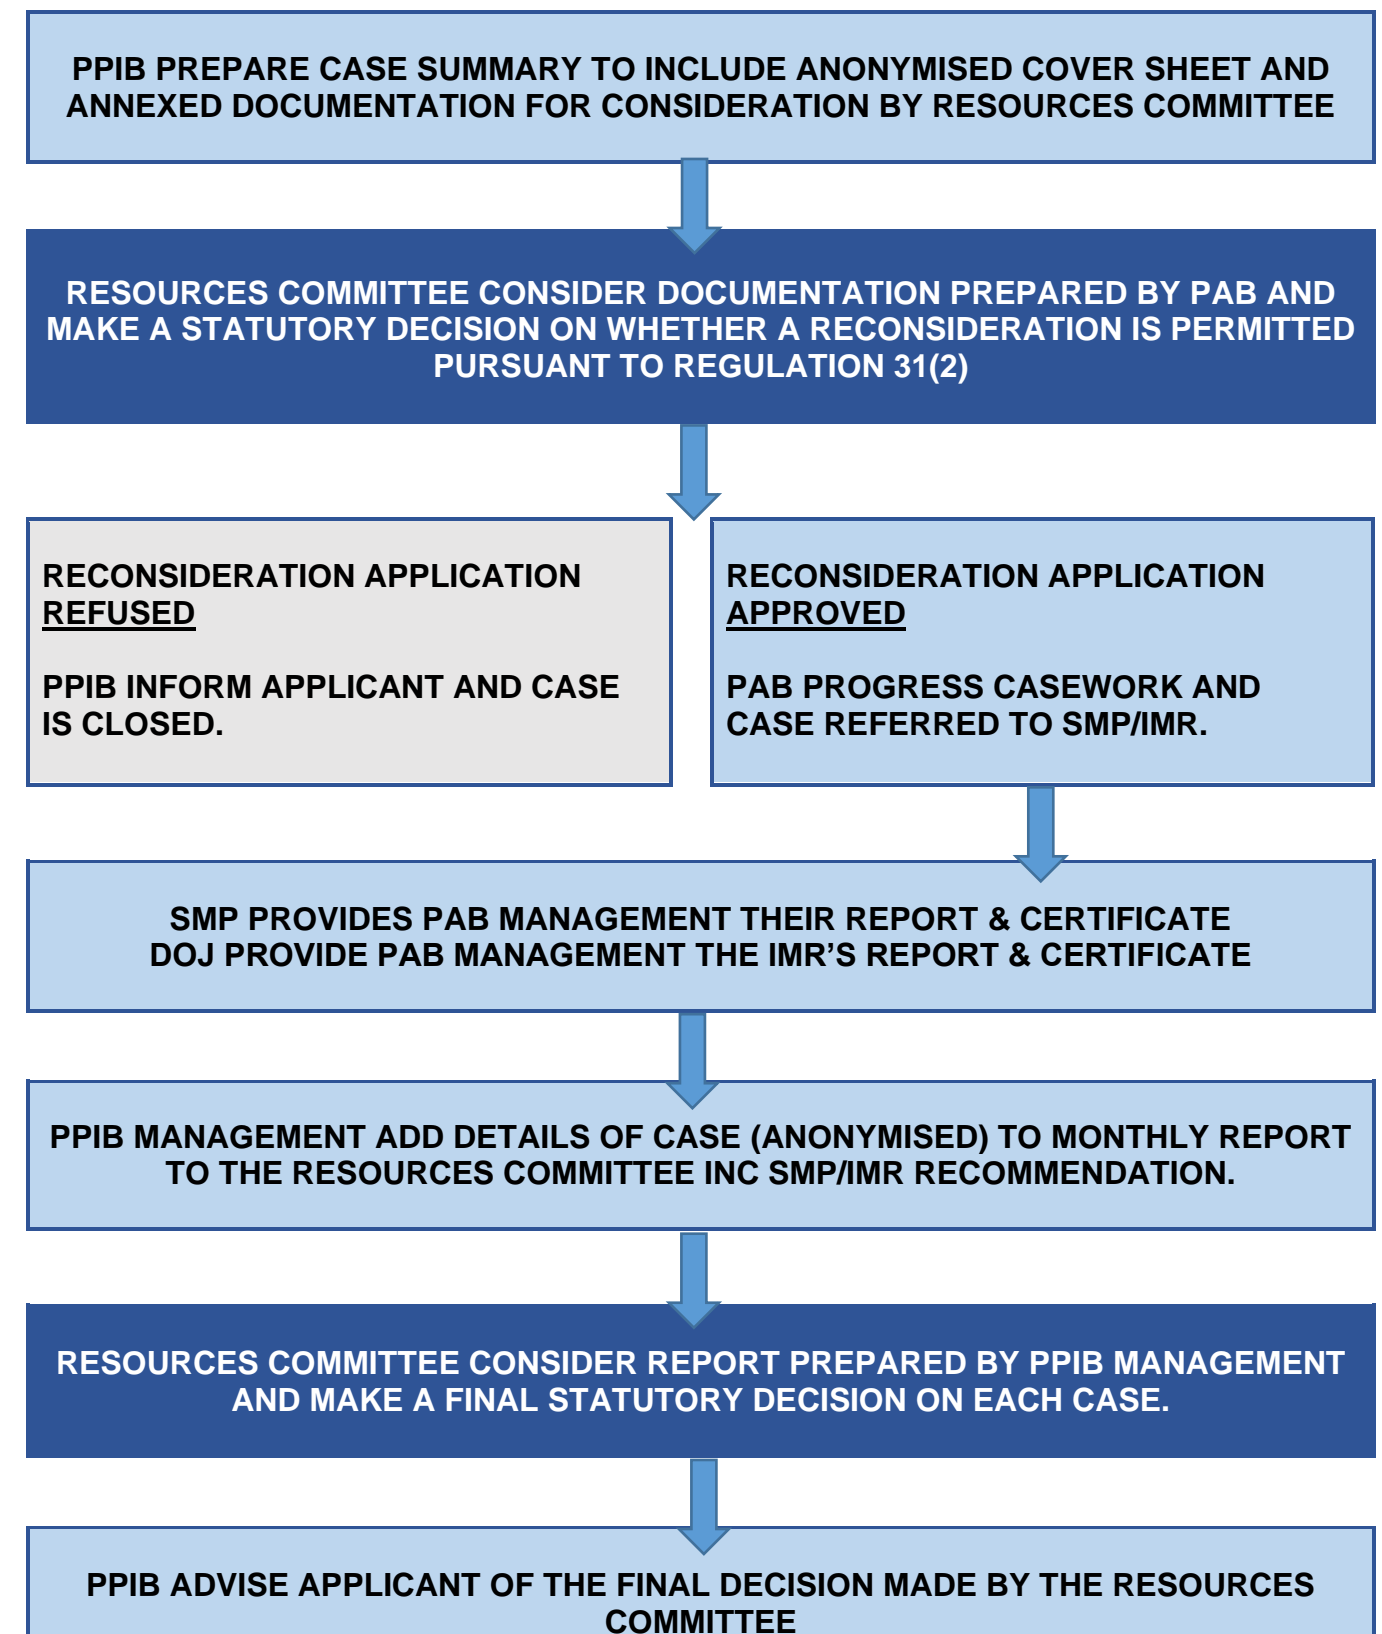 PPIB PREPARE CASE SUMMARY TO INCLUDE ANONYMISED COVER SHEET AND
ANNEXED DOCUMENTATION FOR CONSIDERATION BY RESOURCES COMMITTEE
RESOURCES COMMITTEE CONSIDER DOCUMENTATION PREPARED BY PAB AND
MAKE A STATUTORY DECISION ON WHETHER A RECONSIDERATION IS PERMITTED
PURSUANT TO REGULATION 31(2)
RECONSIDERATION APPLICATION
REFUSED
PPIB INFORM APPLICANT AND CASE
IS CLOSED.
RECONSIDERATION APPLICATION
APPROVED
PAB PROGRESS CASEWORK AND
CASE REFERRED TO SMP/IMR.
SMP PROVIDES PAB MANAGEMENT THEIR REPORT & CERTIFICATE
DOJ PROVIDE PAB MANAGEMENT THE IMR’S REPORT & CERTIFICATE
PPIB MANAGEMENT ADD DETAILS OF CASE (ANONYMISED) TO MONTHLY REPORT
TO THE RESOURCES COMMITTEE INC SMP/IMR RECOMMENDATION.
RESOURCES COMMITTEE CONSIDER REPORT PREPARED BY PPIB MANAGEMENT
AND MAKE A FINAL STATUTORY DECISION ON EACH CASE.
PPIB ADVISE APPLICANT OF THE FINAL DECISION MADE BY THE RESOURCES
COMMITTEE